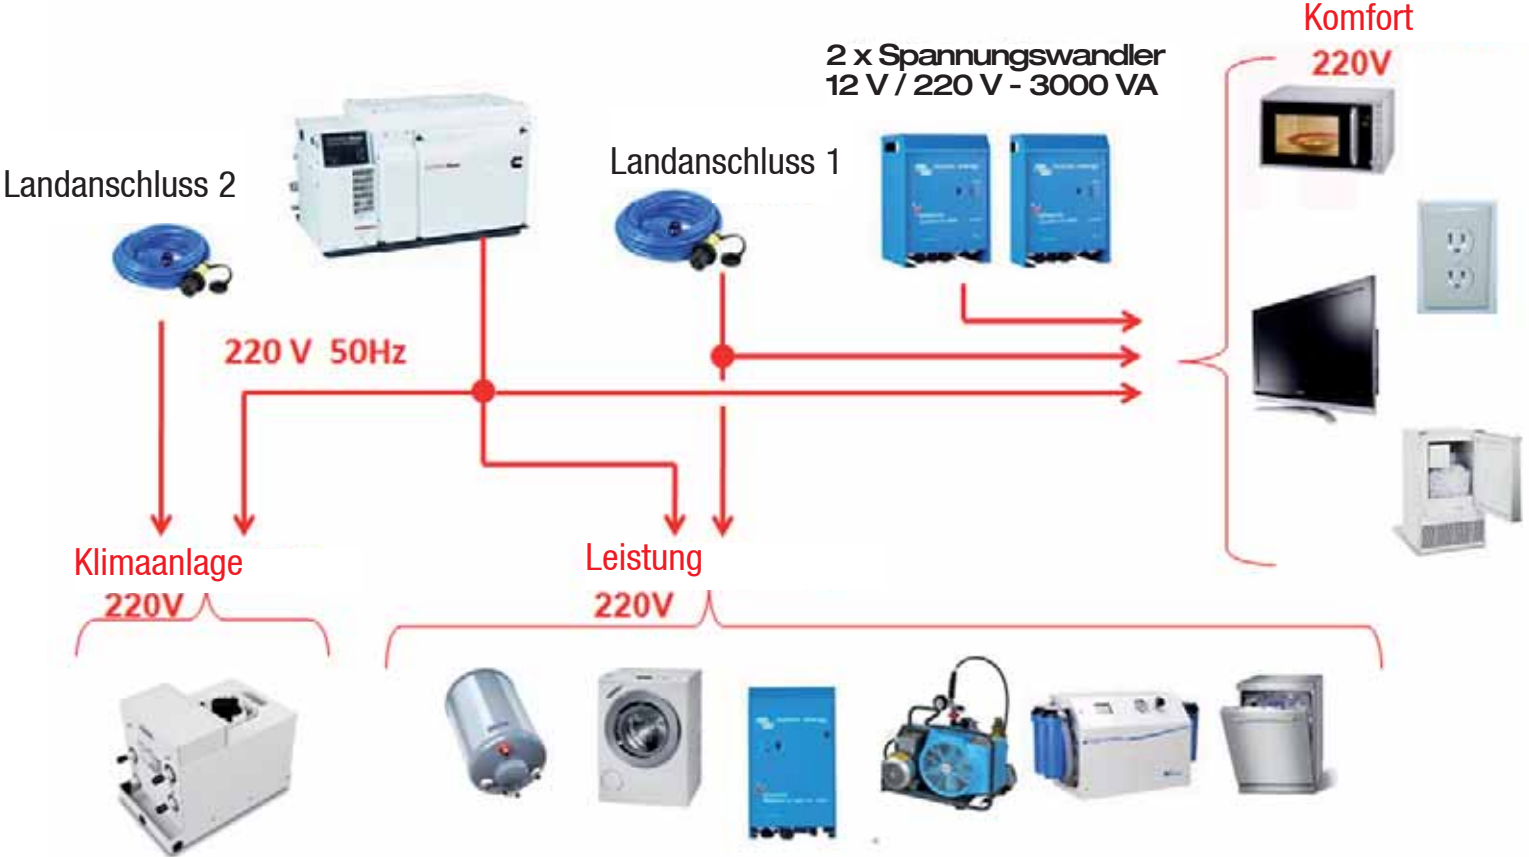 Komfort
220V
2 x Spannungswandler
12 V / 220 V - 3000 VA
Landanschluss 1
Landanschluss 2
220 V 50Hz
Klimaanlage
220V
Leistung
220V